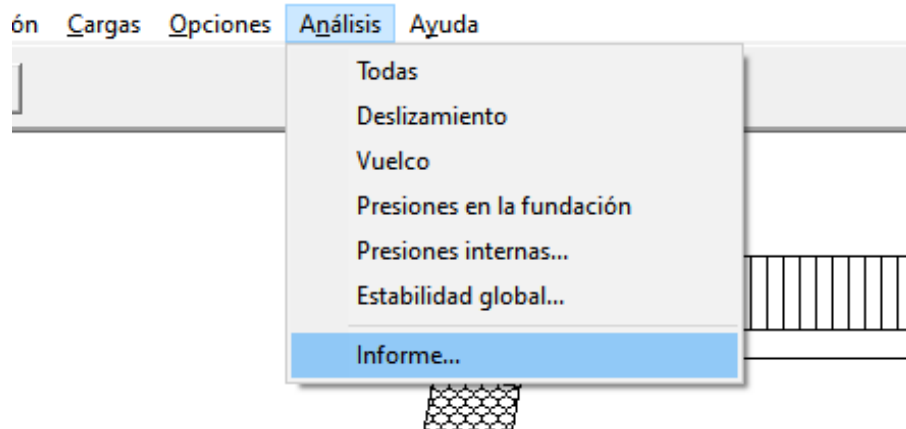 ón Cargas Opciones Análisis Ayuda
Todas
Deslizamiento
Vuelco
Presiones en la fundación
Presiones internas...
Estabilidad global...
Informe...